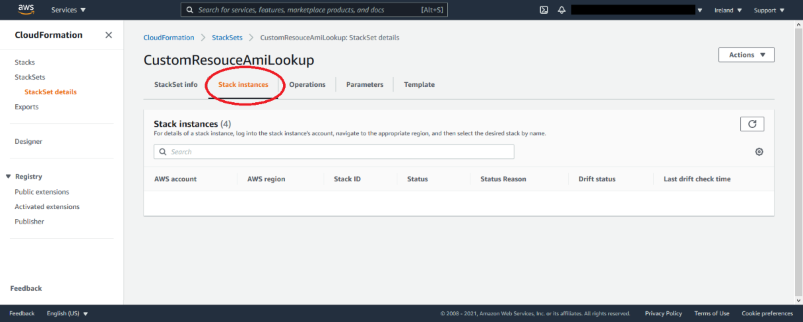 aws Services ▼ Search for services, features, marketplace products, and docs [Alt+S] Ireland ▼ Support ▼
CloudFormation
Stacks
StackSets
StackSet details
Exports
Designer
Registry
Public extensions
Activated extensions
Publisher
Feedback
CloudFormation > StackSets > CustomResouceAmiLookup: StackSet details
CustomResouceAmiLookup
Actions ▼
StackSet info Stack instances Operations Parameters Template
Stack instances (4)
For details of a stack instance, log into the stack instance's account, navigate to the appropriate region, and then select the desired stack by name.
Search
AWS account AWS region Stack ID Status Status Reason Drift status Last drift check time
Feedback English (US) ▼ © 2008 - 2021, Amazon Web Services, Inc. or its affiliates. All rights reserved. Privacy Policy Terms of Use Cookie preferences